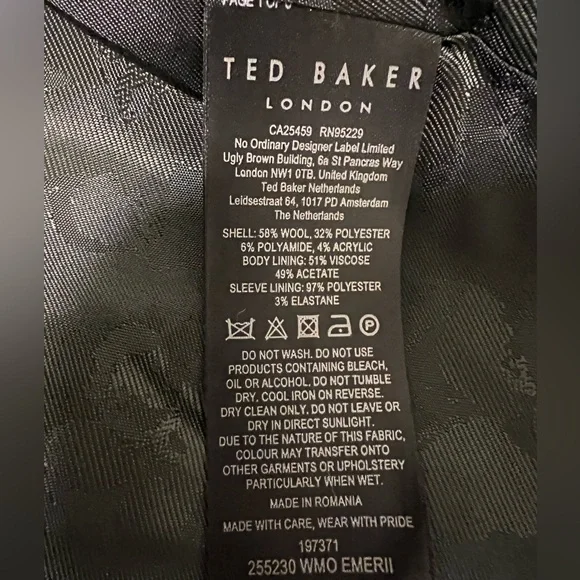 PAGE 1 OF 6
TED BAKER
LONDON
CA25459 RN95229
No Ordinary Designer Label Limited
Ugly Brown Building, 6a St Pancras Way
London NW1 0TB. United Kingdom
Ted Baker Netherlands
Leidsestraat 64, 1017 PD Amsterdam
The Netherlands
SHELL: 58% WOOL, 32% POLYESTER
6% POLYAMIDE, 4% ACRYLIC
BODY LINING: 51% VISCOSE
49% ACETATE
SLEEVE LINING: 97% POLYESTER
3% ELASTANE
P
DO NOT WASH. DO NOT USE
PRODUCTS CONTAINING BLEACH,
OIL OR ALCOHOL. DO NOT TUMBLE
DRY. COOL IRON ON REVERSE.
DRY CLEAN ONLY. DO NOT LEAVE OR
DRY IN DIRECT SUNLIGHT.
DUE TO THE NATURE OF THIS FABRIC,
COLOUR MAY TRANSFER ONTO
OTHER GARMENTS OR UPHOLSTERY
PARTICULARLY WHEN WET.
MADE IN ROMANIA
MADE WITH CARE, WEAR WITH PRIDE
197371
255230 WMO EMERII